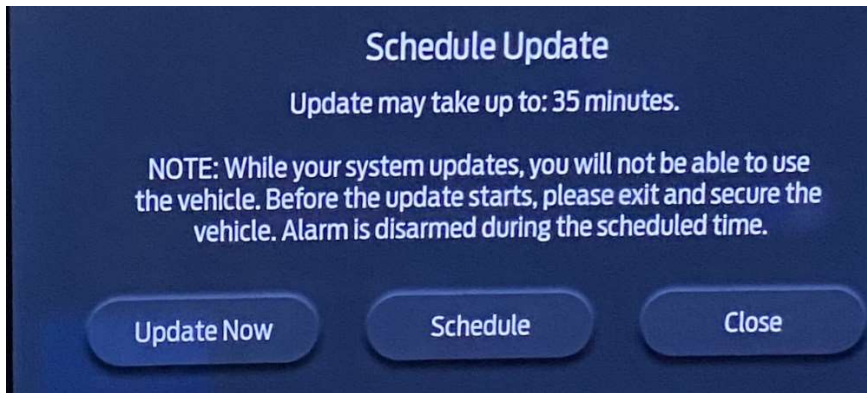 Schedule Update
Update may take up to: 35 minutes.
NOTE: While your system updates, you will not be able to use
the vehicle. Before the update starts, please exit and secure the
vehicle. Alarm is disarmed during the scheduled time.
Update Now
Schedule
Close